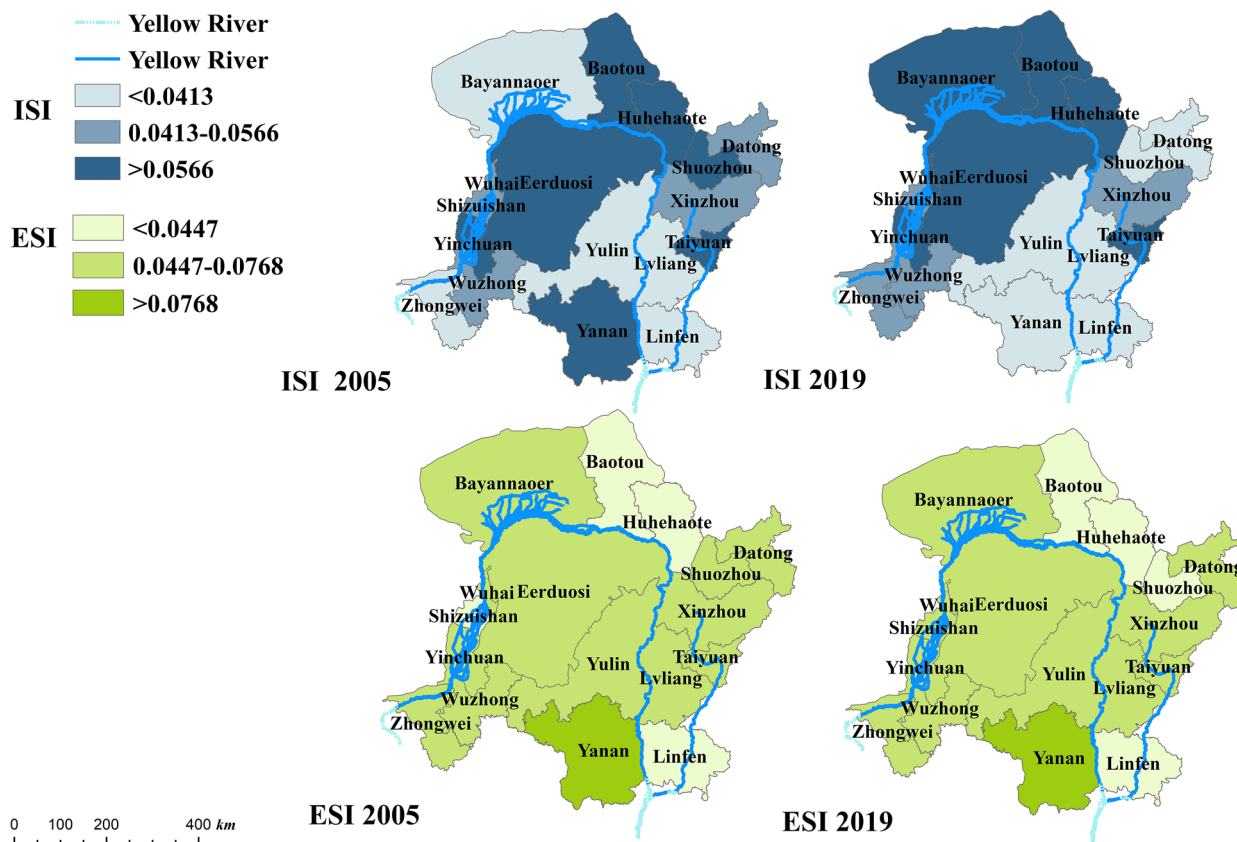 Yellow River
Yellow River
ISI
<0.0413
0.0413-0.0566
>0.0566
ESI
<0.0447
0.0447-0.0768
>0.0768
Bayannaoer
Baotou
Huhehaote
Datong
Shuozhou
Wuhai
Eerduosi
Shizuishan
Xinzhou
Yinchuan
Yulin
Taiyuan
Lvliang
Wuzhong
Zhongwei
Yanan
Linfen
ISI 2005
Bayannaoer
Baotou
Huhehaote
Datong
Shuozhou
Wuhai
Eerduosi
Shizuishan
Xinzhou
Yinchuan
Yulin
Taiyuan
Lvliang
Wuzhong
Zhongwei
Yanan
Linfen
ISI 2019
Bayannaoer
Baotou
Huhehaote
Datong
Shuozhou
Wuhai
Eerduosi
Shizuishan
Xinzhou
Yinchuan
Yulin
Taiyuan
Lvliang
Wuzhong
Zhongwei
Yanan
Linfen
ESI 2005
Bayannaoer
Baotou
Huhehaote
Datong
Shuozhou
Wuhai
Eerduosi
Shizuishan
Xinzhou
Yinchuan
Yulin
Taiyuan
Lvliang
Wuzhong
Zhongwei
Yanan
Linfen
ESI 2019
0 100 200 400 km